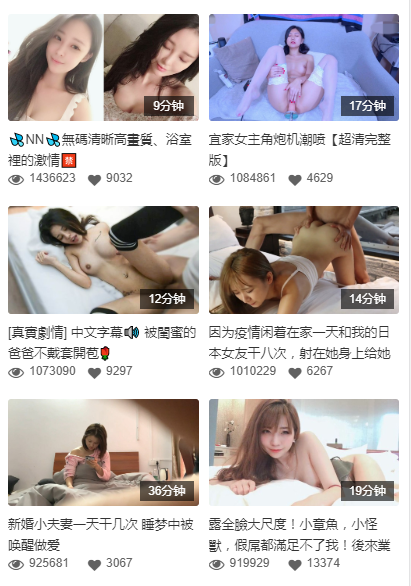 9分钟
17分钟
💦NN💦無碼清晰高畫質、浴室
裡的激情🈲
宜家女主角炮机潮喷【超清完整
版】
1436623 9032
1084861 4629
12分钟
14分钟
[真實劇情] 中文字幕🔊 被閨蜜的
爸爸不戴套開苞🌹
因为疫情闲着在家一天和我的日
本女友干八次，射在她身上给她
1073090 9297
1010229 6267
36分钟
19分钟
新婚小夫妻一天干几次 睡梦中被
唤醒做爱
露全臉大尺度！小章魚，小怪
獸，假屌都滿足不了我！後來業
925681 3067
919929 13374